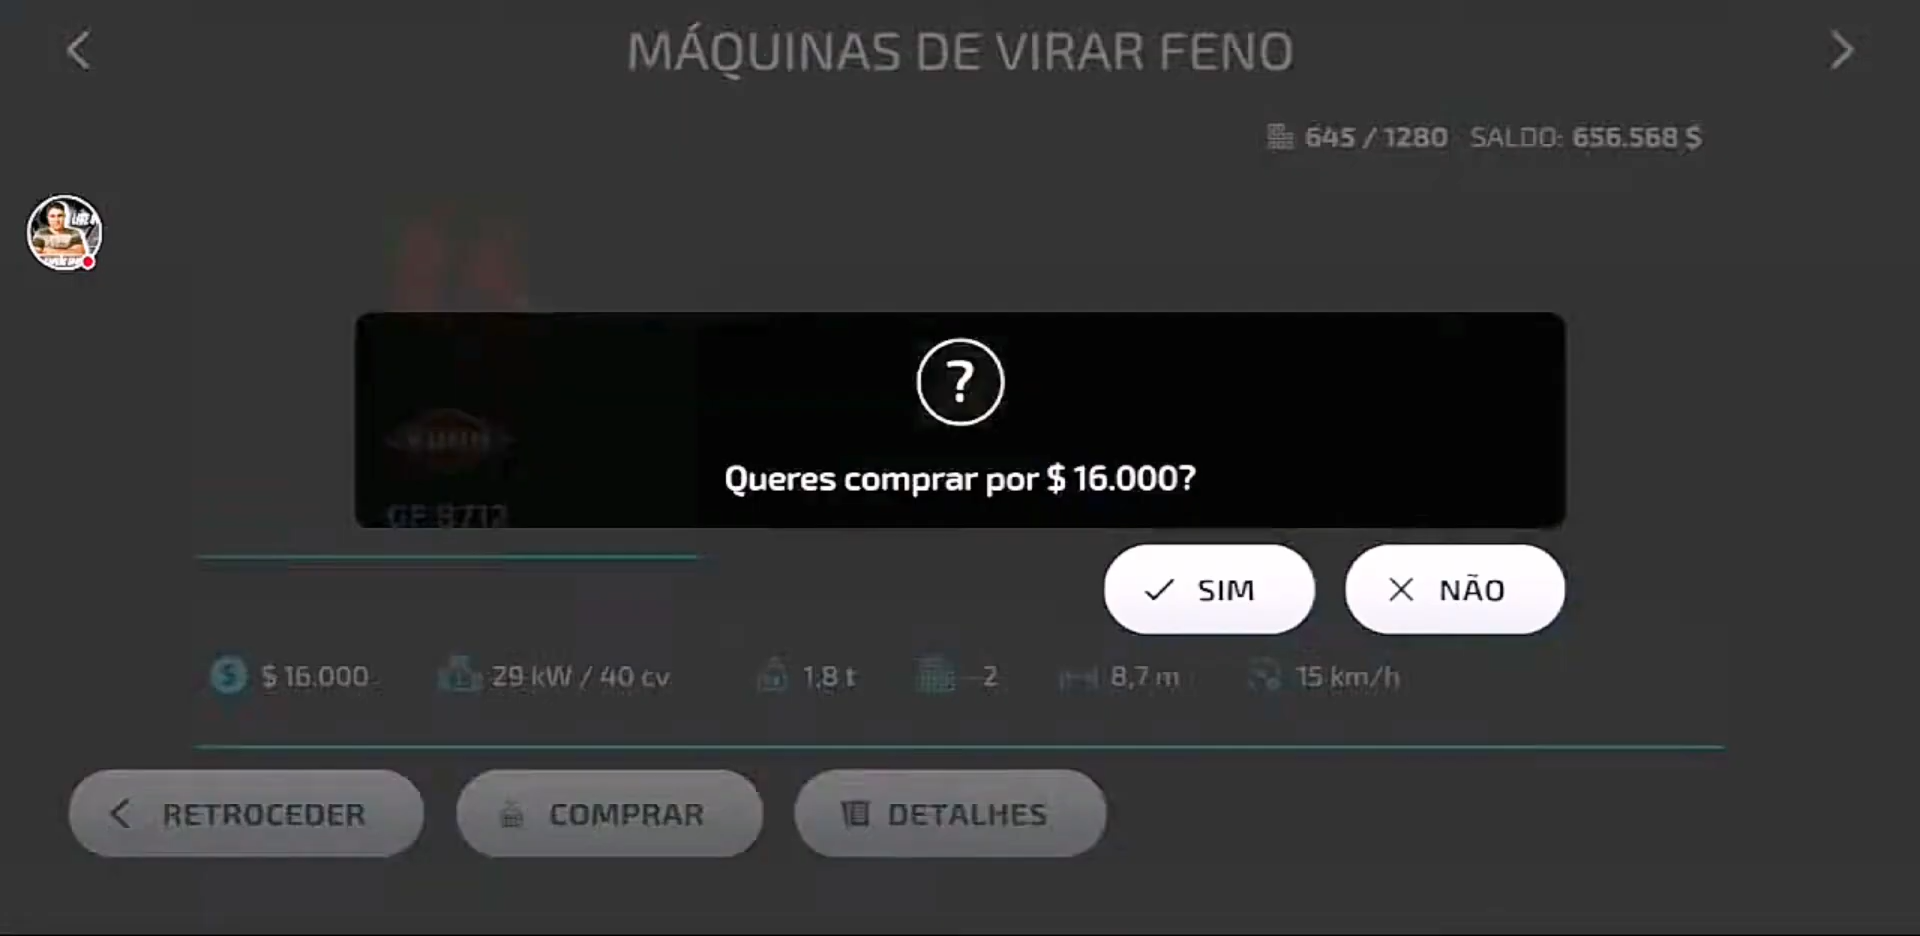 MÁQUINAS DE VIRAR FENO
645 / 1280 SALDO: 656.568 $
?
Queres comprar por $ 16.000?
SIM
NÃO
$ 16.000
29 kW / 40 cv
1,8 t
2
8,7 m
15 km/h
RETROCEDER
COMPRAR
DETALHES